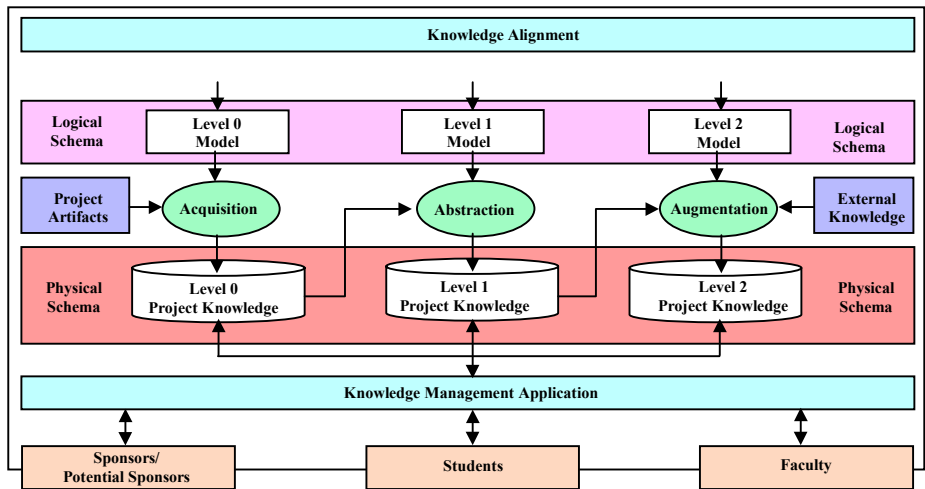 Knowledge Alignment
Logical
Schema
Level 0
Model
Level 1
Model
Level 2
Model
Logical
Schema
Project
Artifacts
Acquisition
Abstraction
Augmentation
External
Knowledge
Physical
Schema
Level 0
Project Knowledge
Level 1
Project Knowledge
Level 2
Project Knowledge
Physical
Schema
Knowledge Management Application
Sponsors/
Potential Sponsors
Students
Faculty